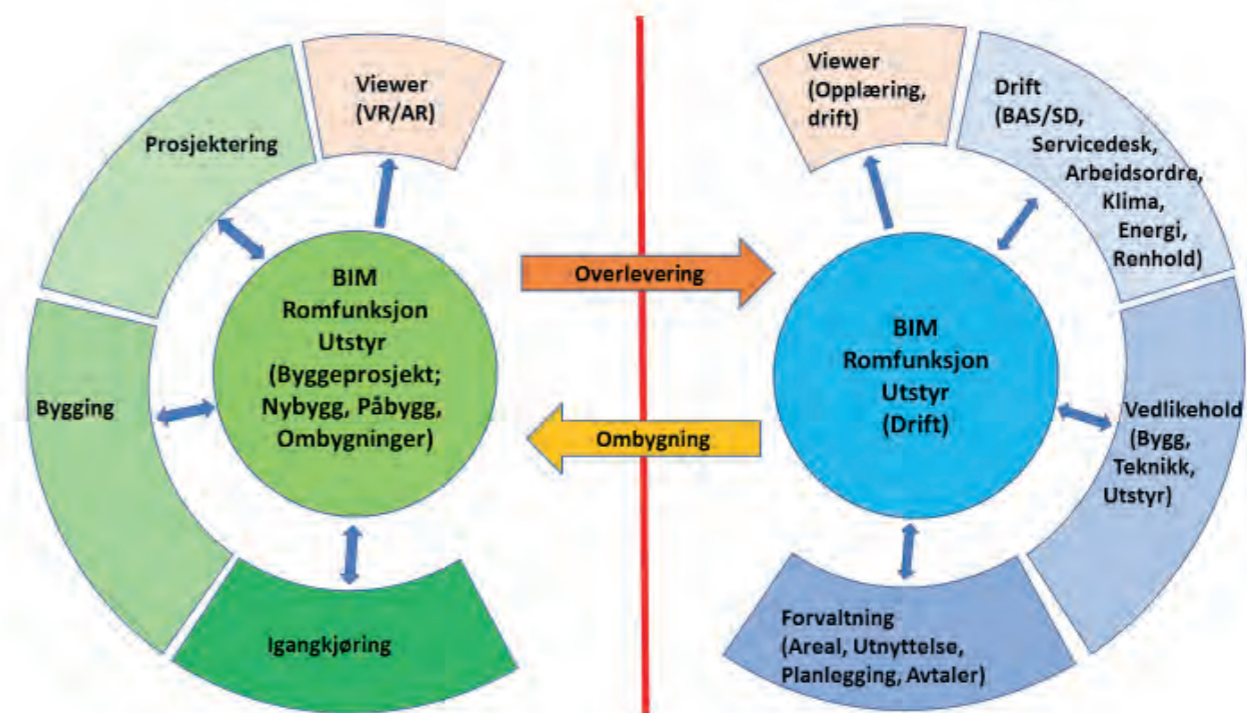 Viewer
(VR/AR)
Prosjektering
Bygging
Igangkjøring
BIM
Romfunksjon
Utstyr
(Byggeprosjekt;
Nybygg, Påbygg,
Ombygninger)
Overlevering
Ombygning
Viewer
(Opplæring,
drift)
Drift
(BAS/SD,
Servicedesk,
Arbeidsordre,
Klima,
Energi,
Renhold)
BIM
Romfunksjon
Utstyr
(Drift)
Vedlikehold
(Bygg,
Teknikk,
Utstyr)
Forvaltning
(Areal, Utnyttelse,
Planlegging, Avtaler)